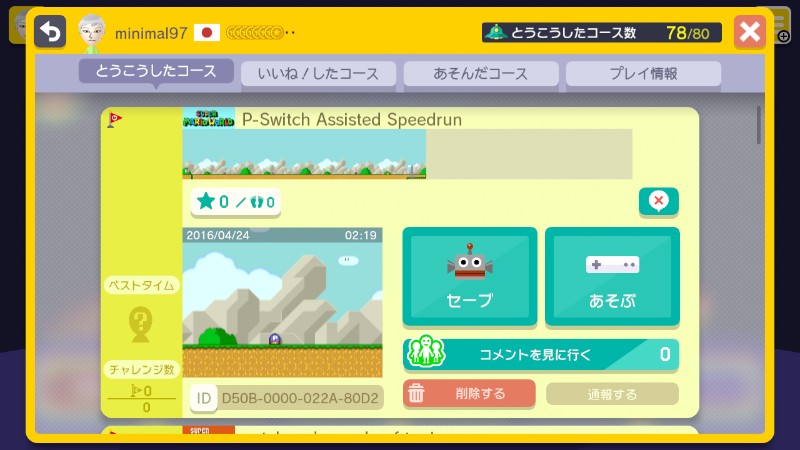 minimal97
とうこうしたコース数 78/80
とうこうしたコース
いいね！したコース
あそんだコース
プレイ情報
SUPER MARIO WORLD
P-Switch Assisted Speedrun
0 / 0
2016/04/24 02:19
ベストタイム
チャレンジ数
0
0
ID D50B-0000-022A-80D2
セーブ
あそぶ
コメントを見に行く 0
削除する
通報する
SUPER